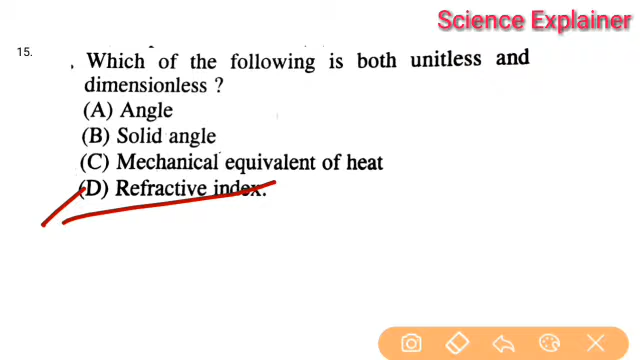 Science Explainer
15.
Which of the following is both unitless and
dimensionless ?
(A) Angle
(B) Solid angle
(C) Mechanical equivalent of heat
(D) Refractive index.